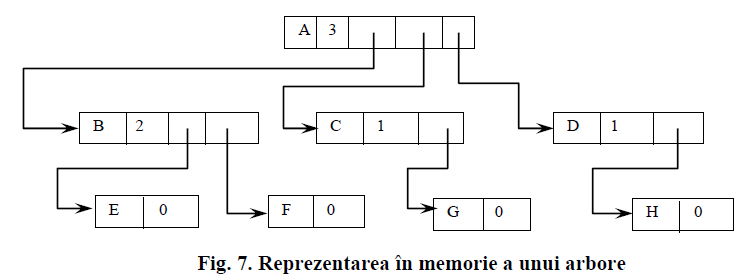 A 3
B 2
C 1
D 1
E 0
F 0
G 0
H 0
Fig. 7. Reprezentarea în memorie a unui arbore